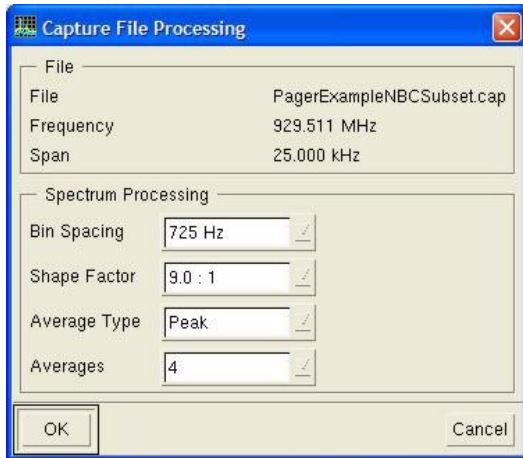 Capture File Processing
File
File PagerExampleNBCSubset.cap
Frequency 929.511 MHz
Span 25.000 kHz
Spectrum Processing
Bin Spacing 725 Hz
Shape Factor 9.0 : 1
Average Type Peak
Averages 4
OK Cancel